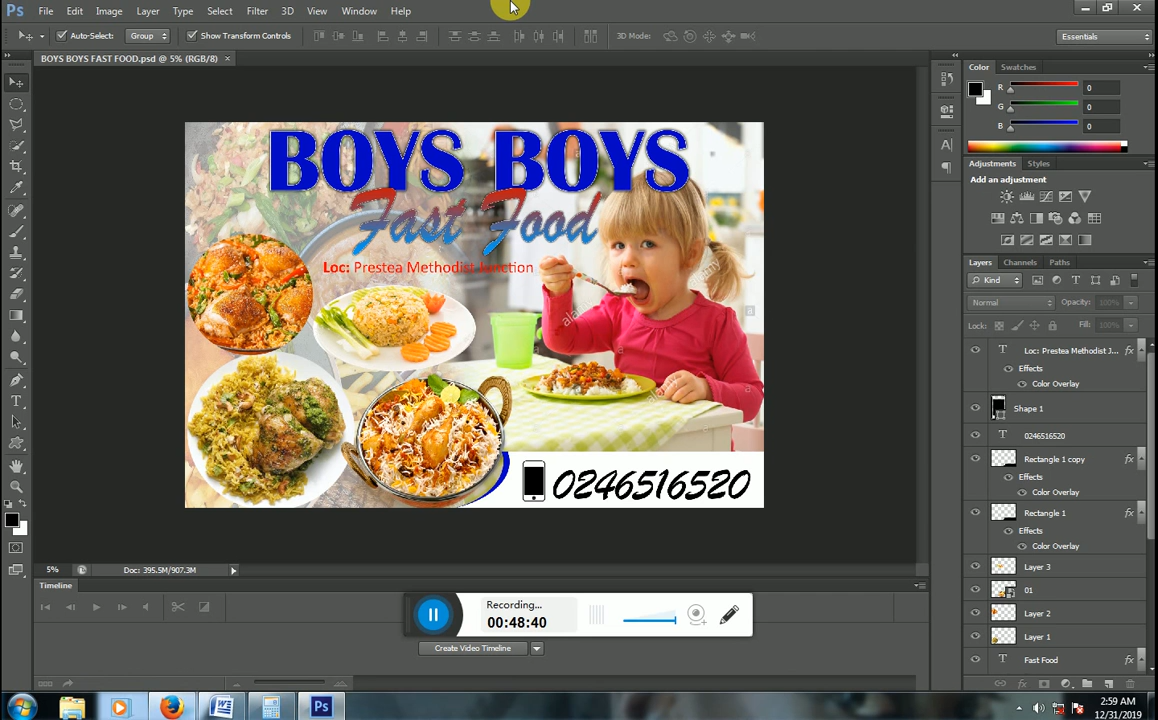 Ps File Edit Image Layer Type Select Filter 3D View Window Help
Auto-Select: Group Show Transform Controls 3D Mode: Essentials
BOYS BOYS FAST FOOD.psd @ 5% (RGB/8) ×
Color Swatches
R 0
G 0
B 0
Adjustments Styles
Add an adjustment
Layers Channels Paths
Kind
Normal Opacity: 100%
Lock: Fill: 100%
Loc: Prestea Methodist J... fx
Effects
Color Overlay
Shape 1
0246516520
Rectangle 1 copy fx
Effects
Color Overlay
Rectangle 1 fx
Effects
Color Overlay
Layer 3
01
Layer 2
Layer 1
Fast Food fx
BOYS BOYS
Fast Food
Loc: Prestea Methodist Junction
0246516520
5% Doc: 395.5M/907.3M
Timeline
Recording...
00:48:40
Create Video Timeline
2:59 AM
12/31/2019